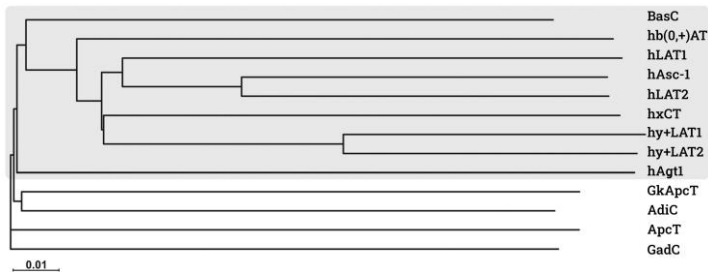 BasC
hb(0,+)AT
hLAT1
hAsc-1
hLAT2
hxCT
hy+LAT1
hy+LAT2
hAgt1
GkApcT
AdiC
ApcT
GadC
0.01